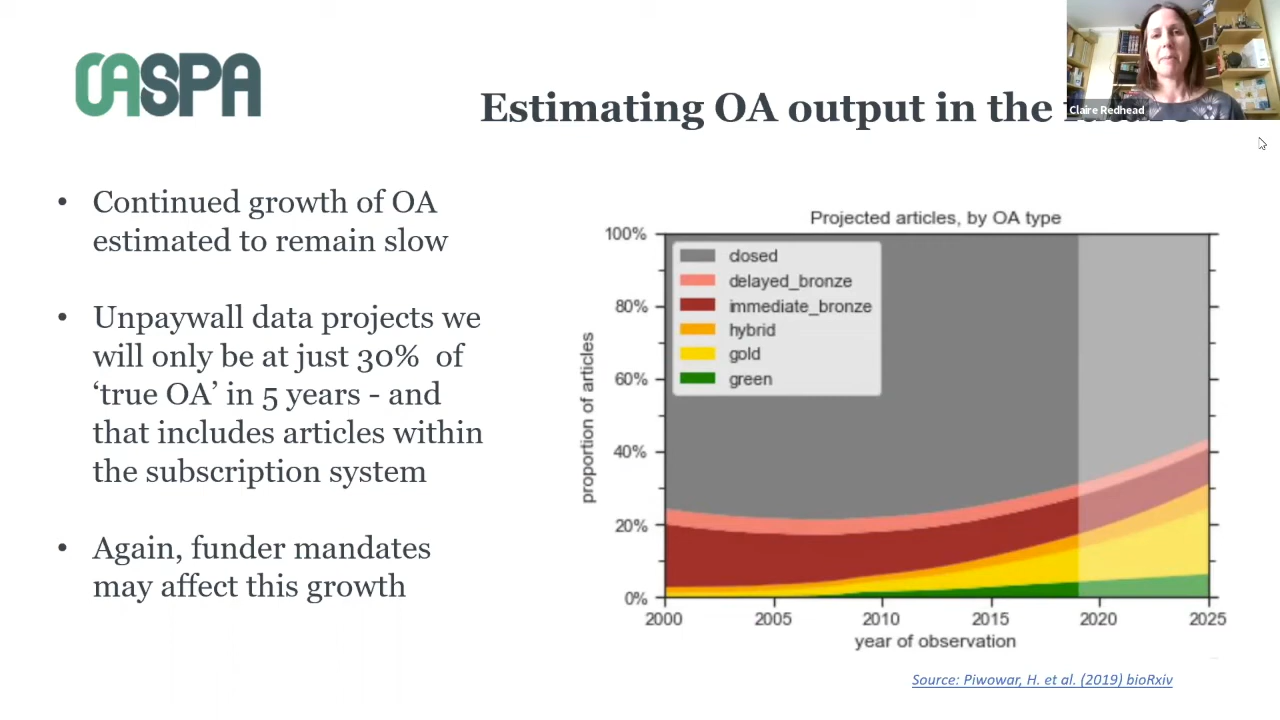 OASPA
Claire Redhead
Estimating OA output in the
• Continued growth of OA
estimated to remain slow
• Unpaywall data projects we
will only be at just 30% of
‘true OA’ in 5 years - and
that includes articles within
the subscription system
• Again, funder mandates
may affect this growth
Projected articles, by OA type
100%
80%
60%
40%
20%
0%
proportion of articles
closed
delayed_bronze
immediate_bronze
hybrid
gold
green
2000 2005 2010 2015 2020 2025
year of observation
Source: Piwowar, H. et al. (2019) bioRxiv